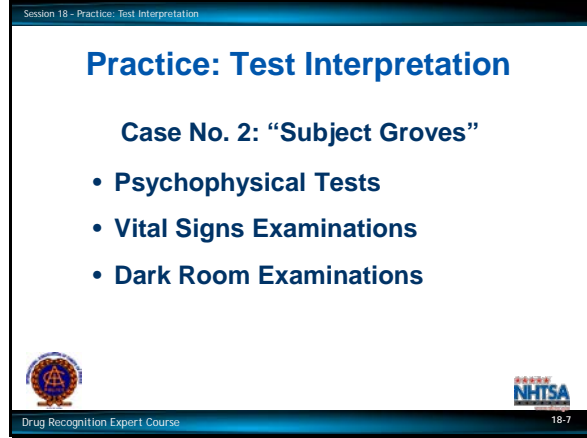 Session 18 - Practice: Test Interpretation
Practice: Test Interpretation
Case No. 2: “Subject Groves”
• Psychophysical Tests
• Vital Signs Examinations
• Dark Room Examinations
NHTSA
Drug Recognition Expert Course
18-7